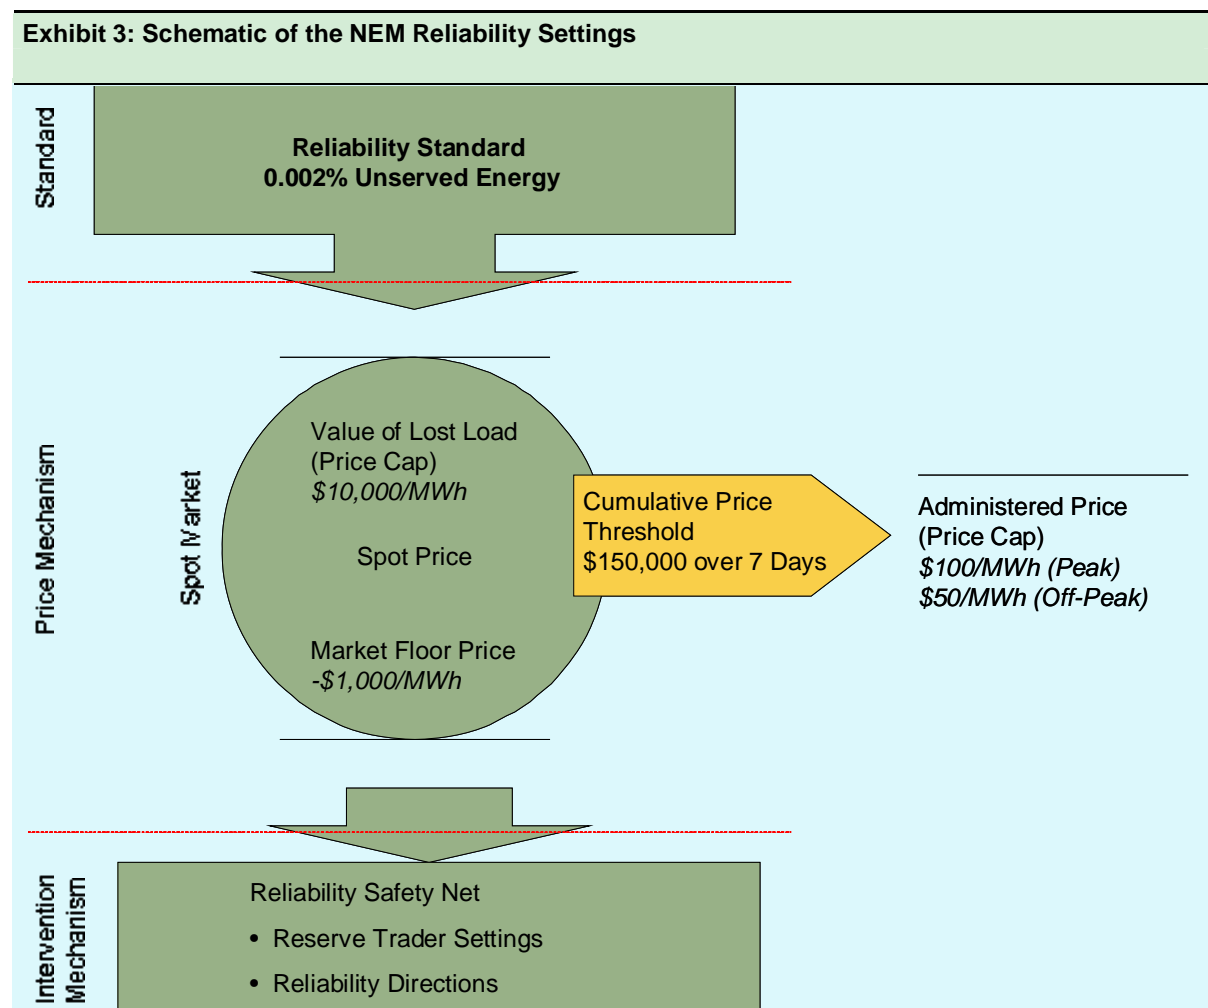 Exhibit 3: Schematic of the NEM Reliability Settings
Standard
Reliability Standard
0.002% Unserved Energy
Price Mechanism
Spot Market
Value of Lost Load
(Price Cap)
$10,000/MWh
Spot Price
Market Floor Price
-$1,000/MWh
Cumulative Price
Threshold
$150,000 over 7 Days
Administered Price
(Price Cap)
$100/MWh (Peak)
$50/MWh (Off-Peak)
Intervention
Mechanism
Reliability Safety Net
• Reserve Trader Settings
• Reliability Directions